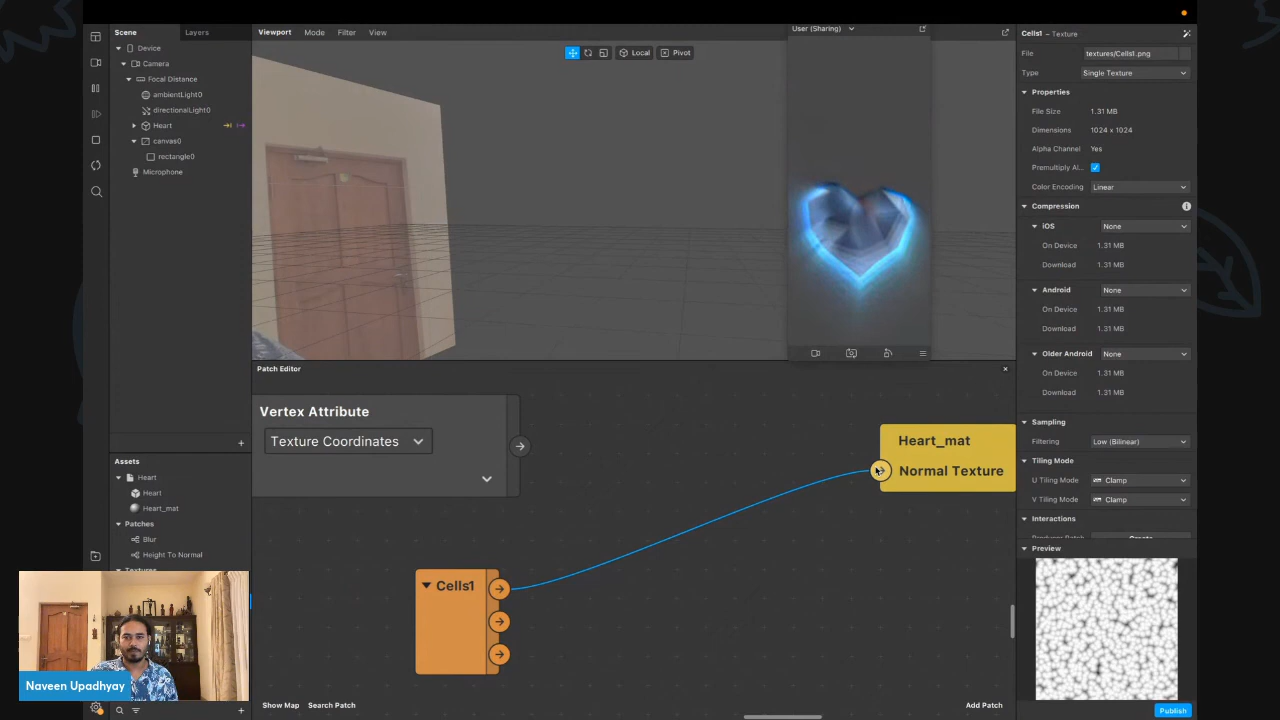 Scene
Layers
Device
Camera
Focal Distance
ambientLight0
directionalLight0
Heart
canvas0
rectangle0
Microphone
Assets
Heart
Heart
Heart_mat
Patches
Blur
Height To Normal
Textures
Viewport
Mode
Filter
View
Local
Pivot
User (Sharing)
Patch Editor
Vertex Attribute
Texture Coordinates
Cells1
Heart_mat
Normal Texture
Show Map
Search Patch
Add Patch
Cells1 – Texture
File
textures/Cells1.png
Type
Single Texture
Properties
File Size
1.31 MB
Dimensions
1024 x 1024
Alpha Channel
Yes
Premultiply Al...
Color Encoding
Linear
Compression
iOS
None
On Device
1.31 MB
Download
1.31 MB
Android
None
On Device
1.31 MB
Download
1.31 MB
Older Android
None
On Device
1.31 MB
Download
1.31 MB
Sampling
Filtering
Low (Bilinear)
Tiling Mode
U Tiling Mode
Clamp
V Tiling Mode
Clamp
Interactions
Preview
Publish
Naveen Upadhyay